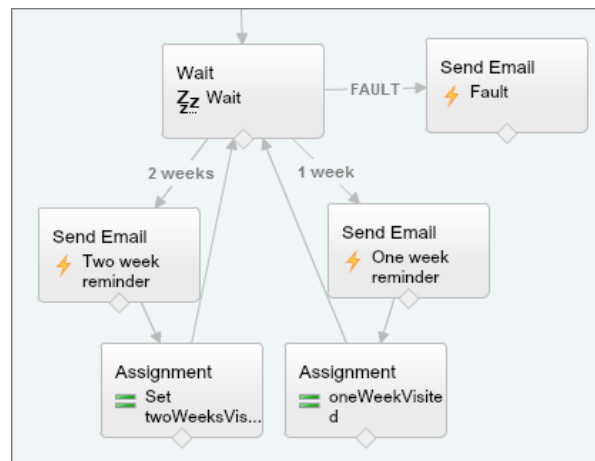 Wait
Zzz Wait
FAULT
Send Email
Fault
2 weeks
1 week
Send Email
Two week
reminder
Send Email
One week
reminder
Assignment
Set
twoWeeksVis...
Assignment
oneWeekVisite
d